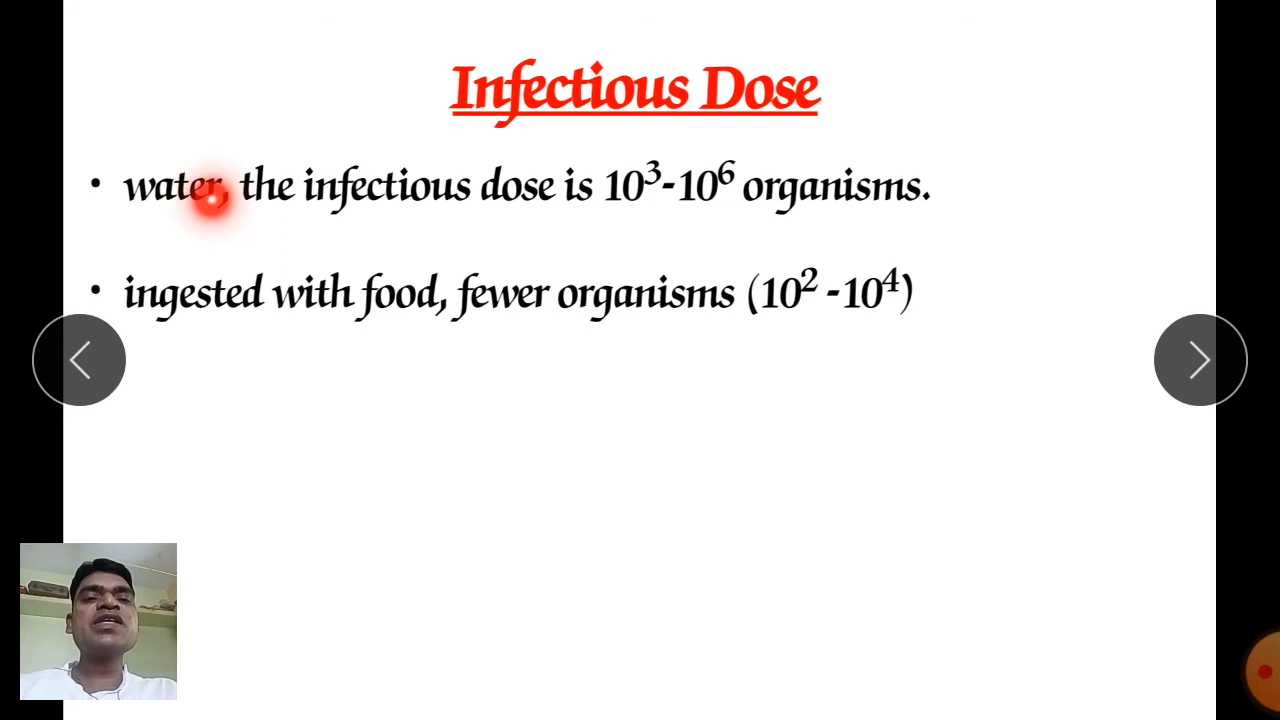 Infectious Dose
• water, the infectious dose is 10³-10⁶ organisms.
• ingested with food, fewer organisms (10² -10⁴)